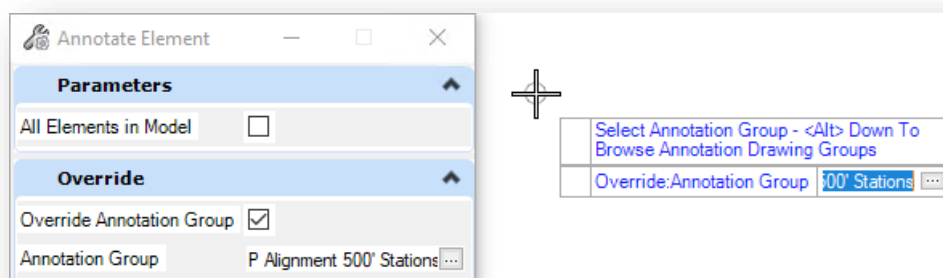 Annotate Element
Parameters
All Elements in Model
Override
Override Annotation Group
Annotation Group P Alignment 500' Stations ...
Select Annotation Group - <Alt> Down To
Browse Annotation Drawing Groups
Override:Annotation Group 500' Stations ...